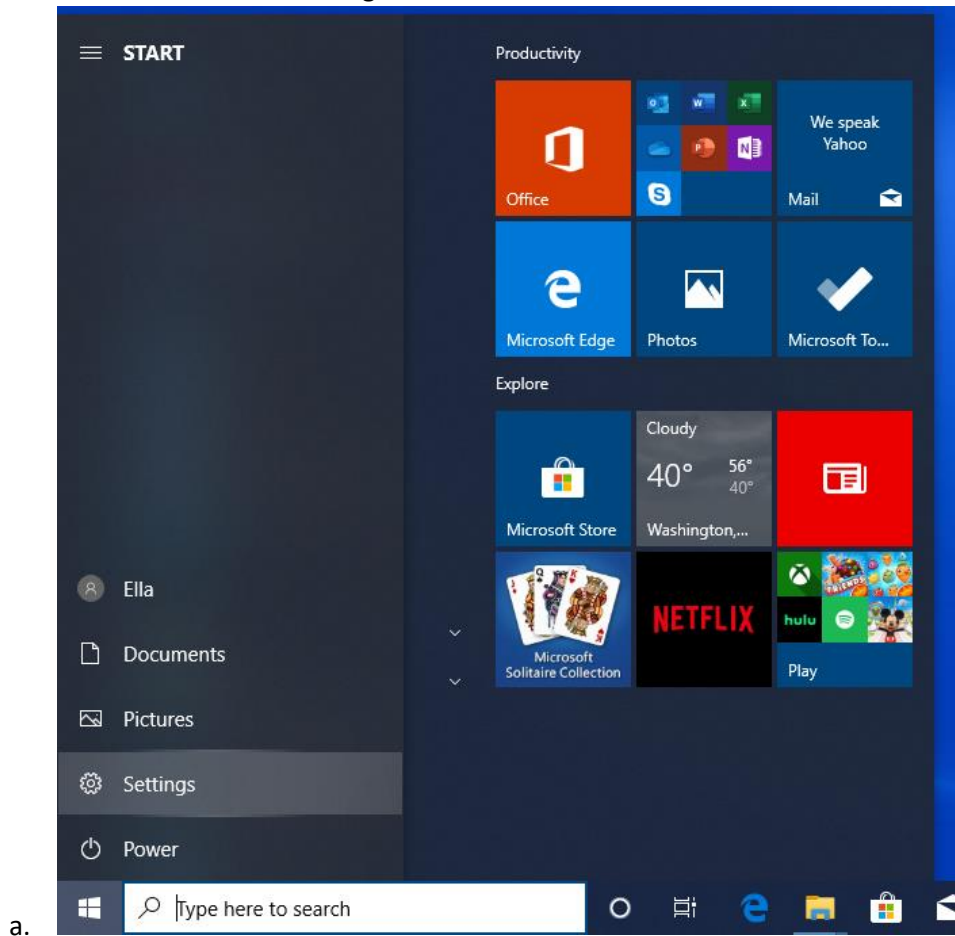 START
Productivity
Office
We speak
Yahoo
Mail
Microsoft Edge
Photos
Microsoft To...
Explore
Microsoft Store
Cloudy
40° 56°
40°
Washington,...
Microsoft
Solitaire Collection
NETFLIX
hulu
Play
Ella
Documents
Pictures
Settings
Power
a.
Type here to search